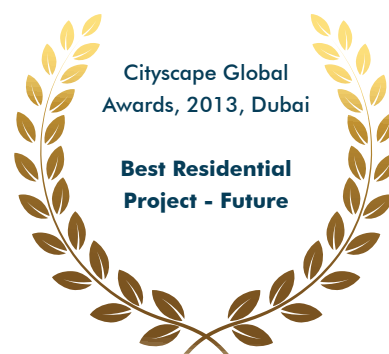 Cityscape Global
Awards, 2013, Dubai
Best Residential
Project - Future